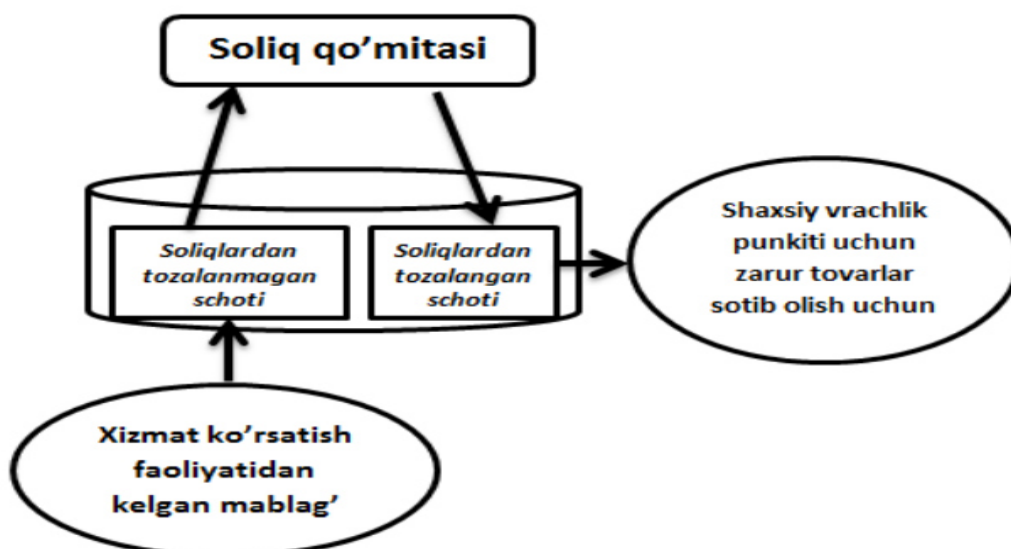 Soliq qo’mitasi
Soliqlardan
tozalanmagan
schoti
Soliqlardan
tozalangan
schoti
Shaxsiy vrachlik
punkiti uchun
zarur tovarlar
sotib olish uchun
Xizmat ko’rsatish
faoliyatidan
kelgan mablag’